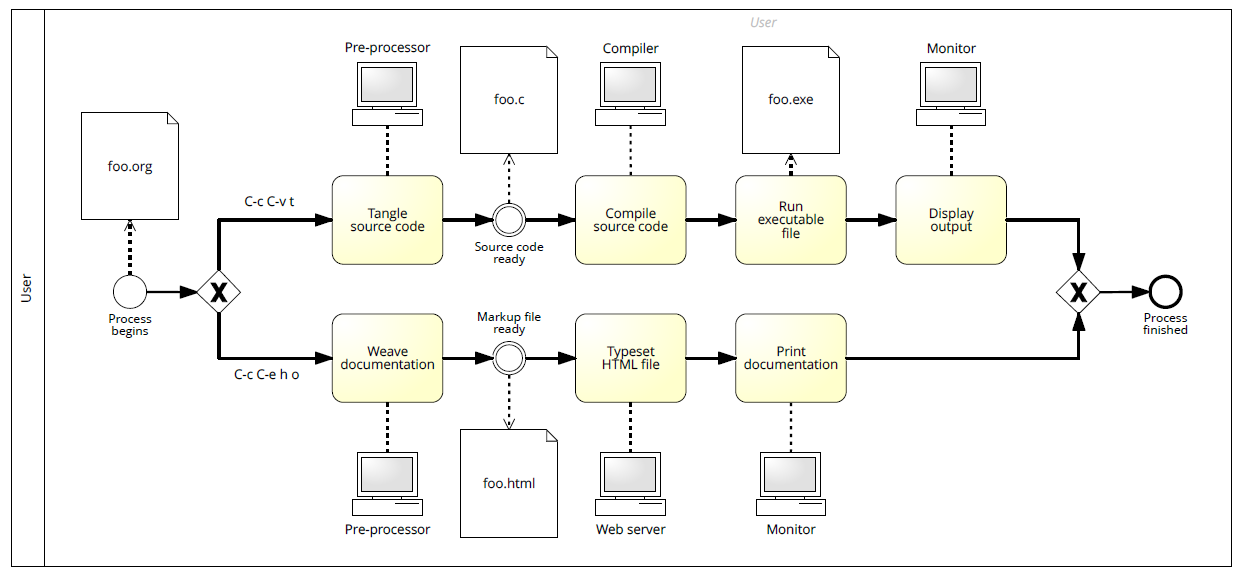 User
User
Pre-processor
foo.c
Compiler
foo.exe
Monitor
foo.org
C-c C-v t
Tangle
source code
Source code
ready
Compile
source code
Run
executable
file
Display
output
Process
begins
X
X
Process
finished
C-c C-e h o
Weave
documentation
Markup file
ready
Typeset
HTML file
Print
documentation
Pre-processor
foo.html
Web server
Monitor